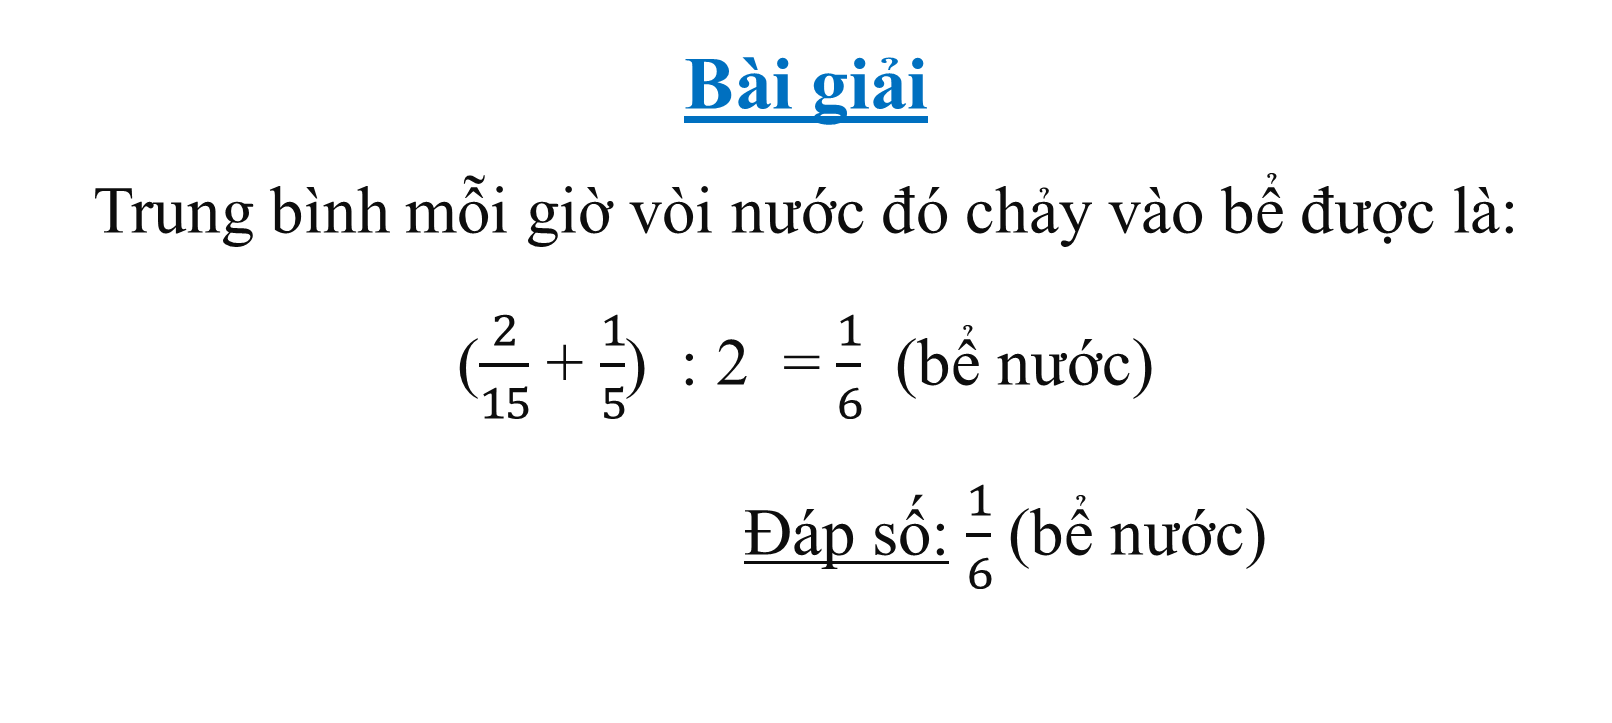 Bài giải
Trung bình mỗi giờ vòi nước đó chảy vào bể được là:
(2/15 + 1/5) : 2 = 1/6 (bể nước)
Đáp số: 1/6 (bể nước)